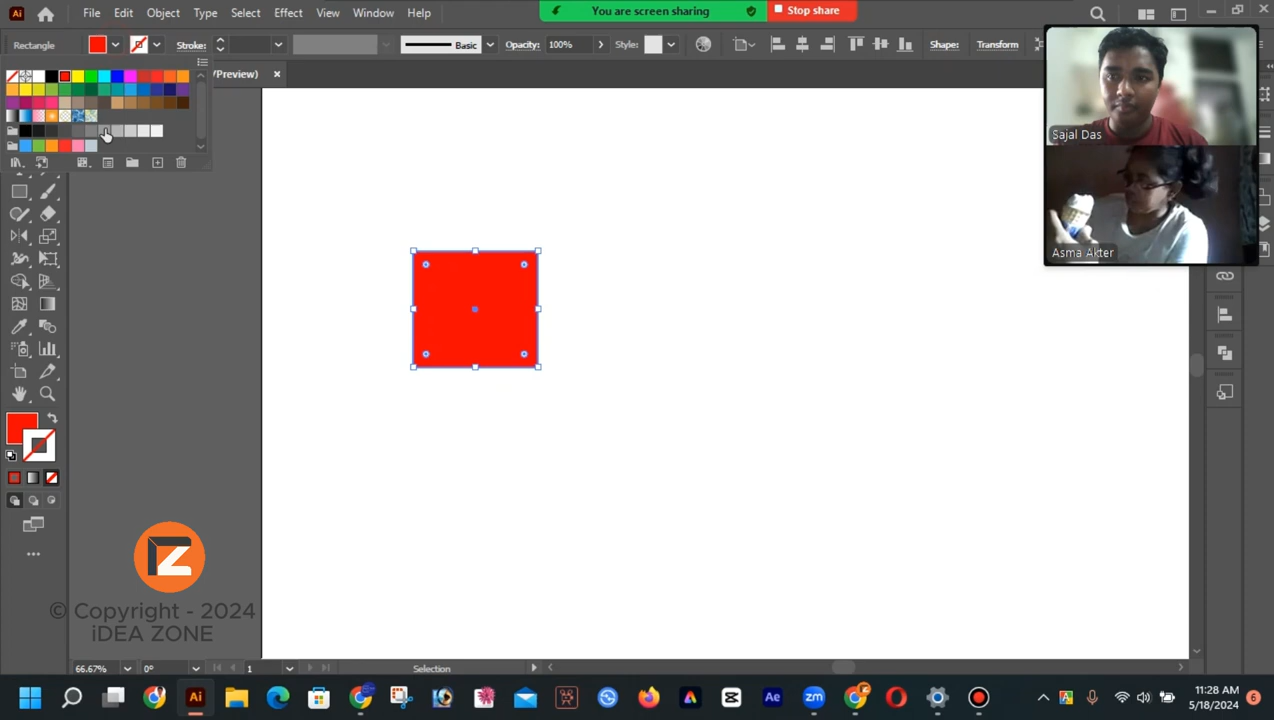 File Edit Object Type Select Effect View Window Help
You are screen sharing
Stop share
Rectangle
Stroke:
Basic
Opacity: 100%
Style:
Shape:
Transform
/Preview)
Sajal Das
Asma Akter
© Copyright - 2024
iDEA ZONE
66.67%
0°
1
Selection
11:28 AM
5/18/2024
6